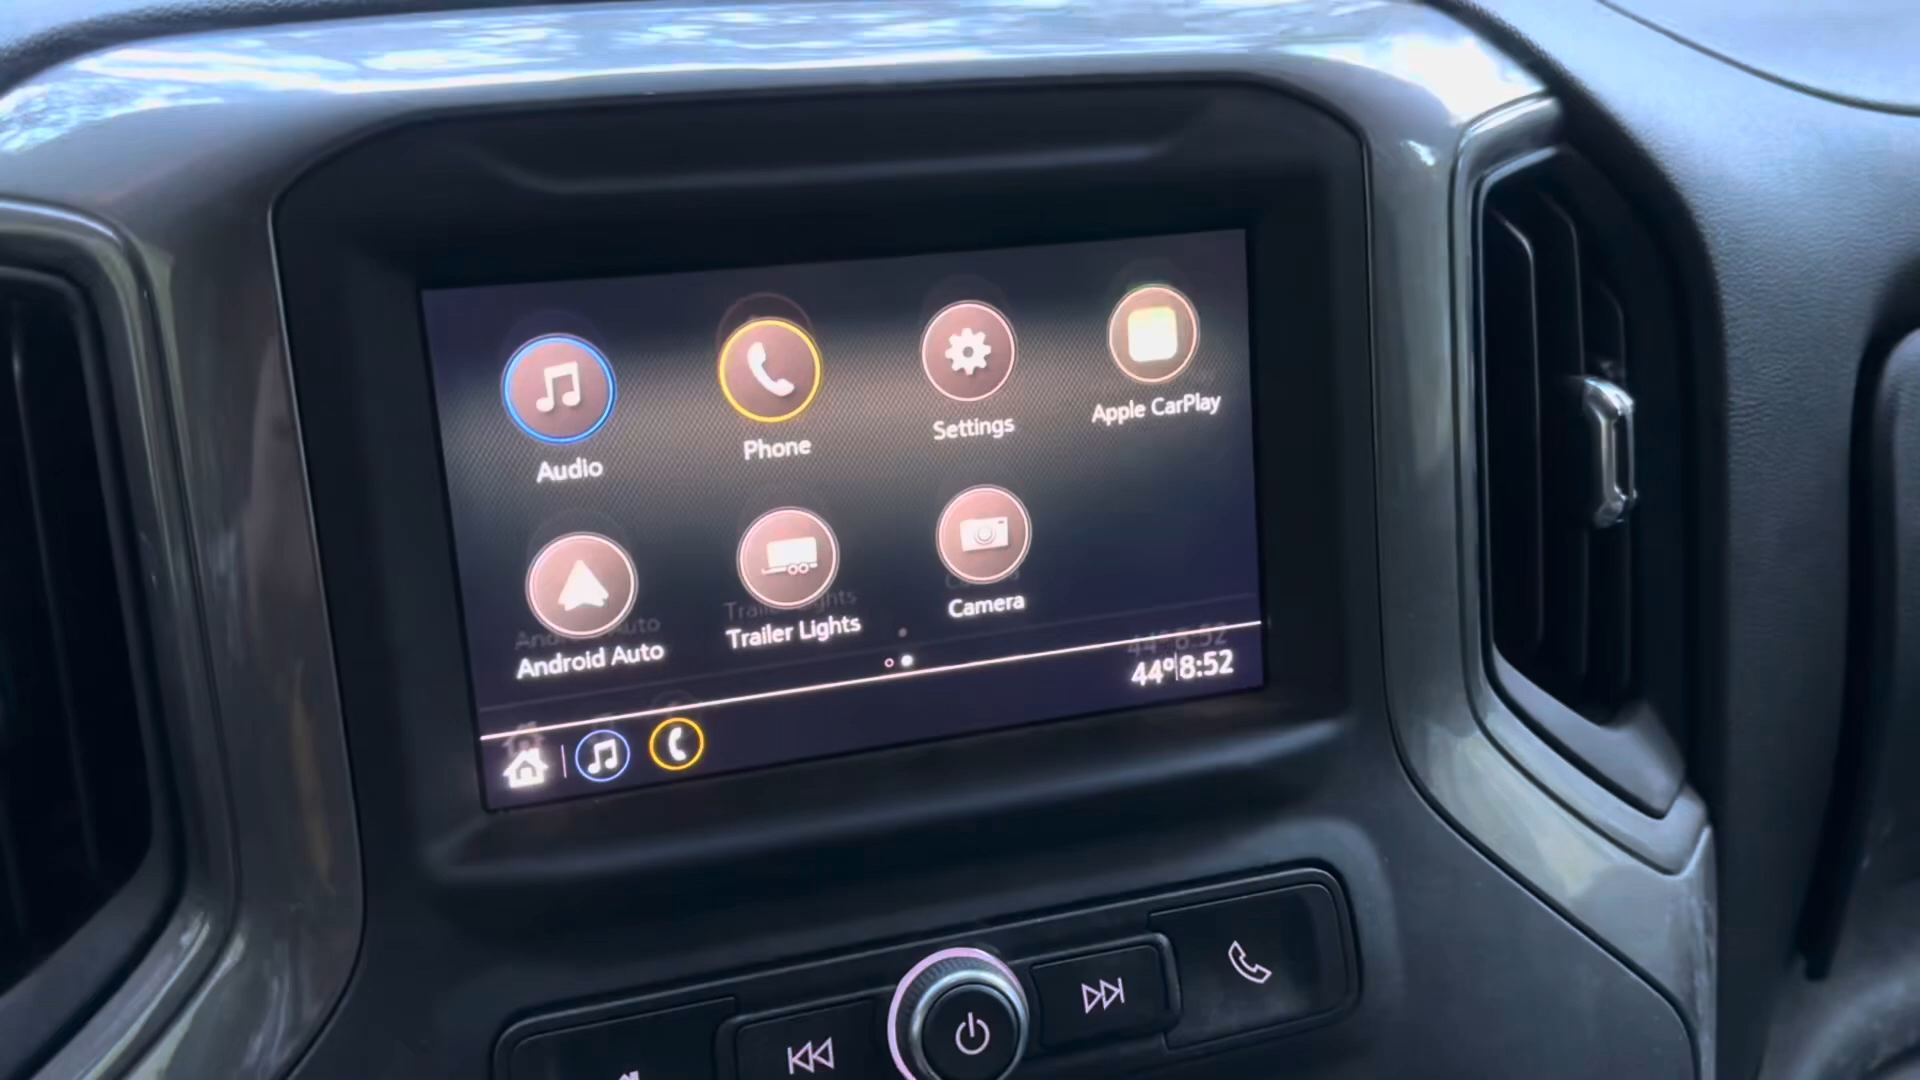 Audio
Phone
Settings
Apple CarPlay
Android Auto
Trailer Lights
Camera
44° 8:52